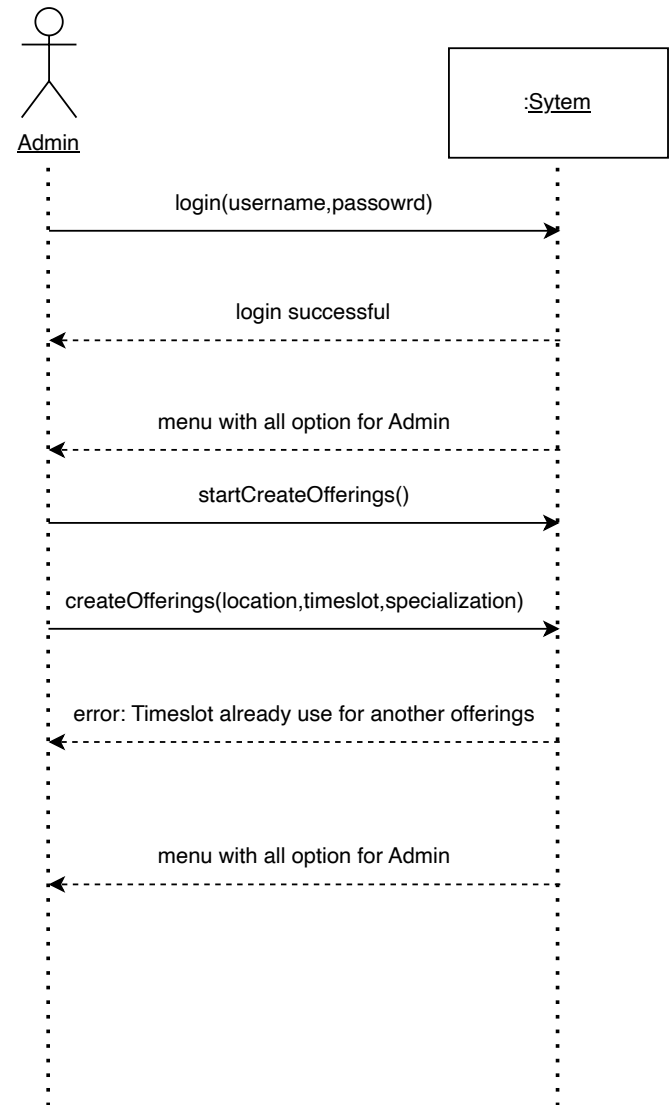 :Sytem
Admin
login(username,passowrd)
login successful
menu with all option for Admin
startCreateOfferings()
createOfferings(location,timeslot,specialization)
error: Timeslot already use for another offerings
menu with all option for Admin